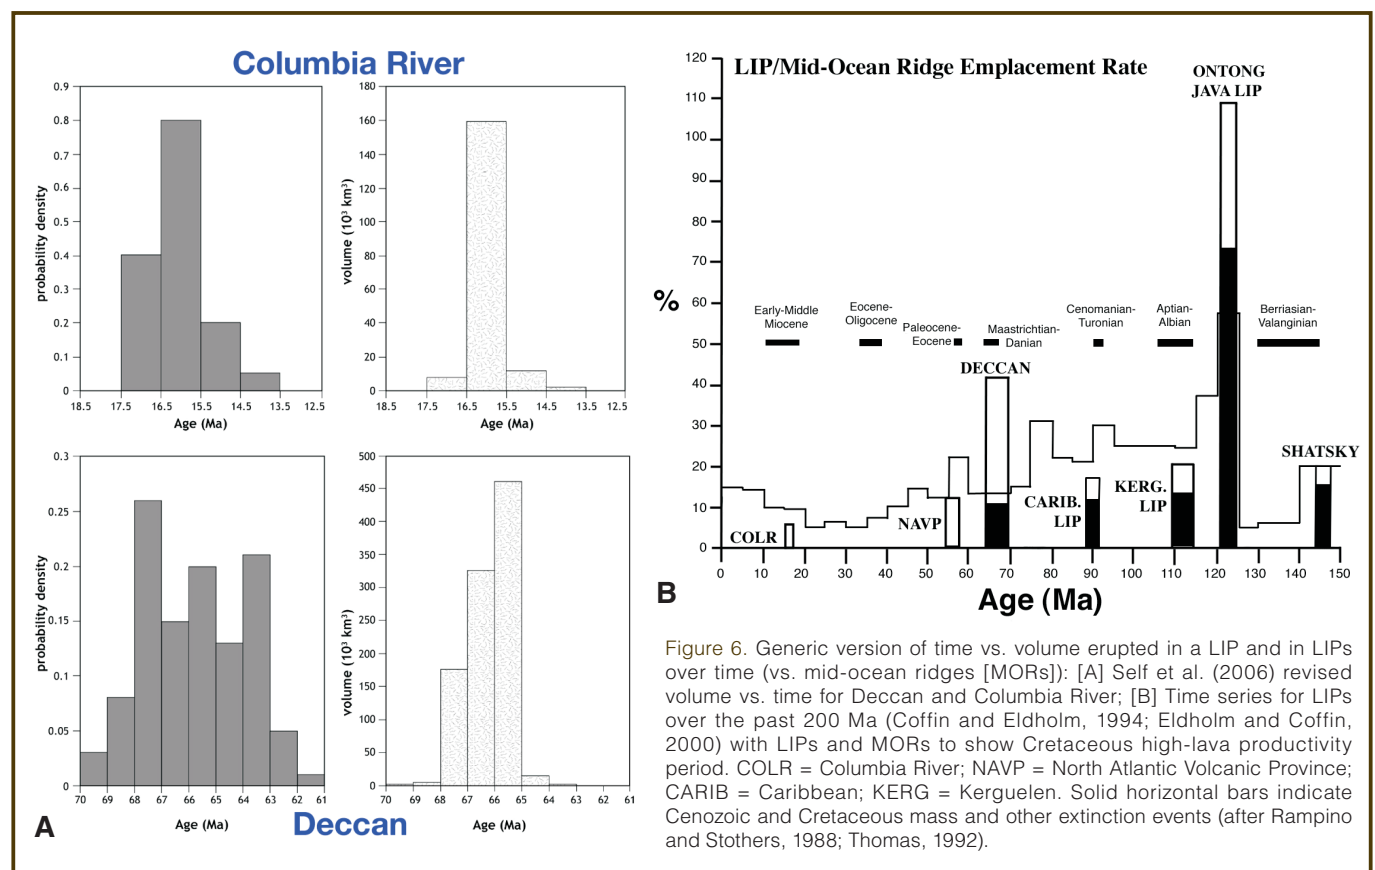 Columbia River
0.9
0.8
0.7
0.6
0.5
0.4
0.3
0.2
0.1
0
probability density
18.5 17.5 16.5 15.5 14.5 13.5 12.5
Age (Ma)
180
160
140
120
100
80
60
40
20
0
volume (10³ km³)
18.5 17.5 16.5 15.5 14.5 13.5 12.5
Age (Ma)
0.3
0.25
0.2
0.15
0.1
0.05
0
probability density
70 69 68 67 66 65 64 63 62 61
Age (Ma)
500
450
400
350
300
250
200
150
100
50
0
volume (10³ km³)
70 69 68 67 66 65 64 63 62 61
Age (Ma)
A
Deccan
LIP/Mid-Ocean Ridge Emplacement Rate
120
110
100
90
80
70
60
50
40
30
20
10
0
%
ONTONG
JAVA LIP
Early-Middle
Miocene
Eocene-
Oligocene
Paleocene-
Eocene
Maastrichtian-
Danian
Cenomanian-
Turonian
Aptian-
Albian
Berriasian-
Valanginian
DECCAN
SHATSKY
KERG.
LIP
CARIB.
LIP
NAVP
COLR
0 10 20 30 40 50 60 70 80 90 100 110 120 130 140 150
B
Age (Ma)
Figure 6. Generic version of time vs. volume erupted in a LIP and in LIPs
over time (vs. mid-ocean ridges [MORs]): [A] Self et al. (2006) revised
volume vs. time for Deccan and Columbia River; [B] Time series for LIPs
over the past 200 Ma (Coffin and Eldholm, 1994; Eldholm and Coffin,
2000) with LIPs and MORs to show Cretaceous high-lava productivity
period. COLR = Columbia River; NAVP = North Atlantic Volcanic Province;
CARIB = Caribbean; KERG = Kerguelen. Solid horizontal bars indicate
Cenozoic and Cretaceous mass and other extinction events (after Rampino
and Stothers, 1988; Thomas, 1992).